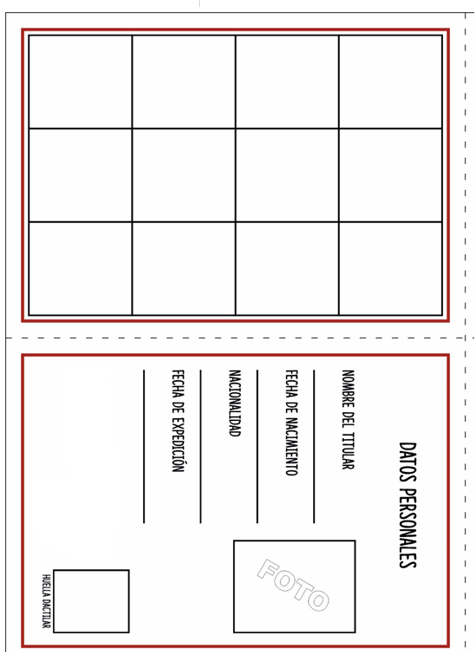 DATOS PERSONALES
NOMBRE DEL TITULAR
FECHA DE NACIMIENTO
NACIONALIDAD
FECHA DE EXPEDICIÓN
FOTO
HUELLA DACTILAR